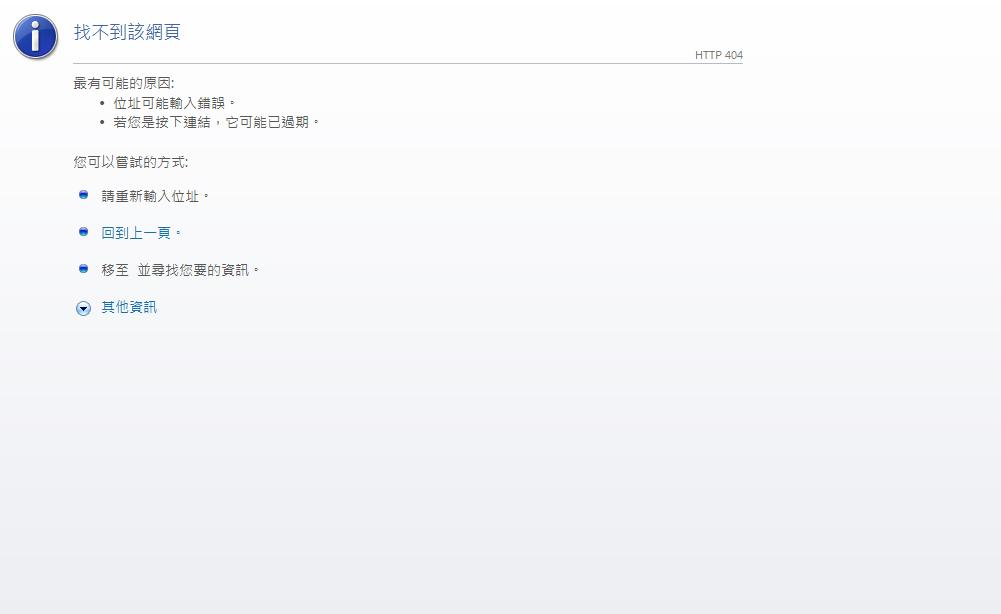 找不到該網頁
HTTP 404
最有可能的原因:
• 位址可能輸入錯誤。
• 若您是按下連結，它可能已過期。
您可以嘗試的方式:
請重新輸入位址。
回到上一頁。
移至 並尋找您要的資訊。
其他資訊